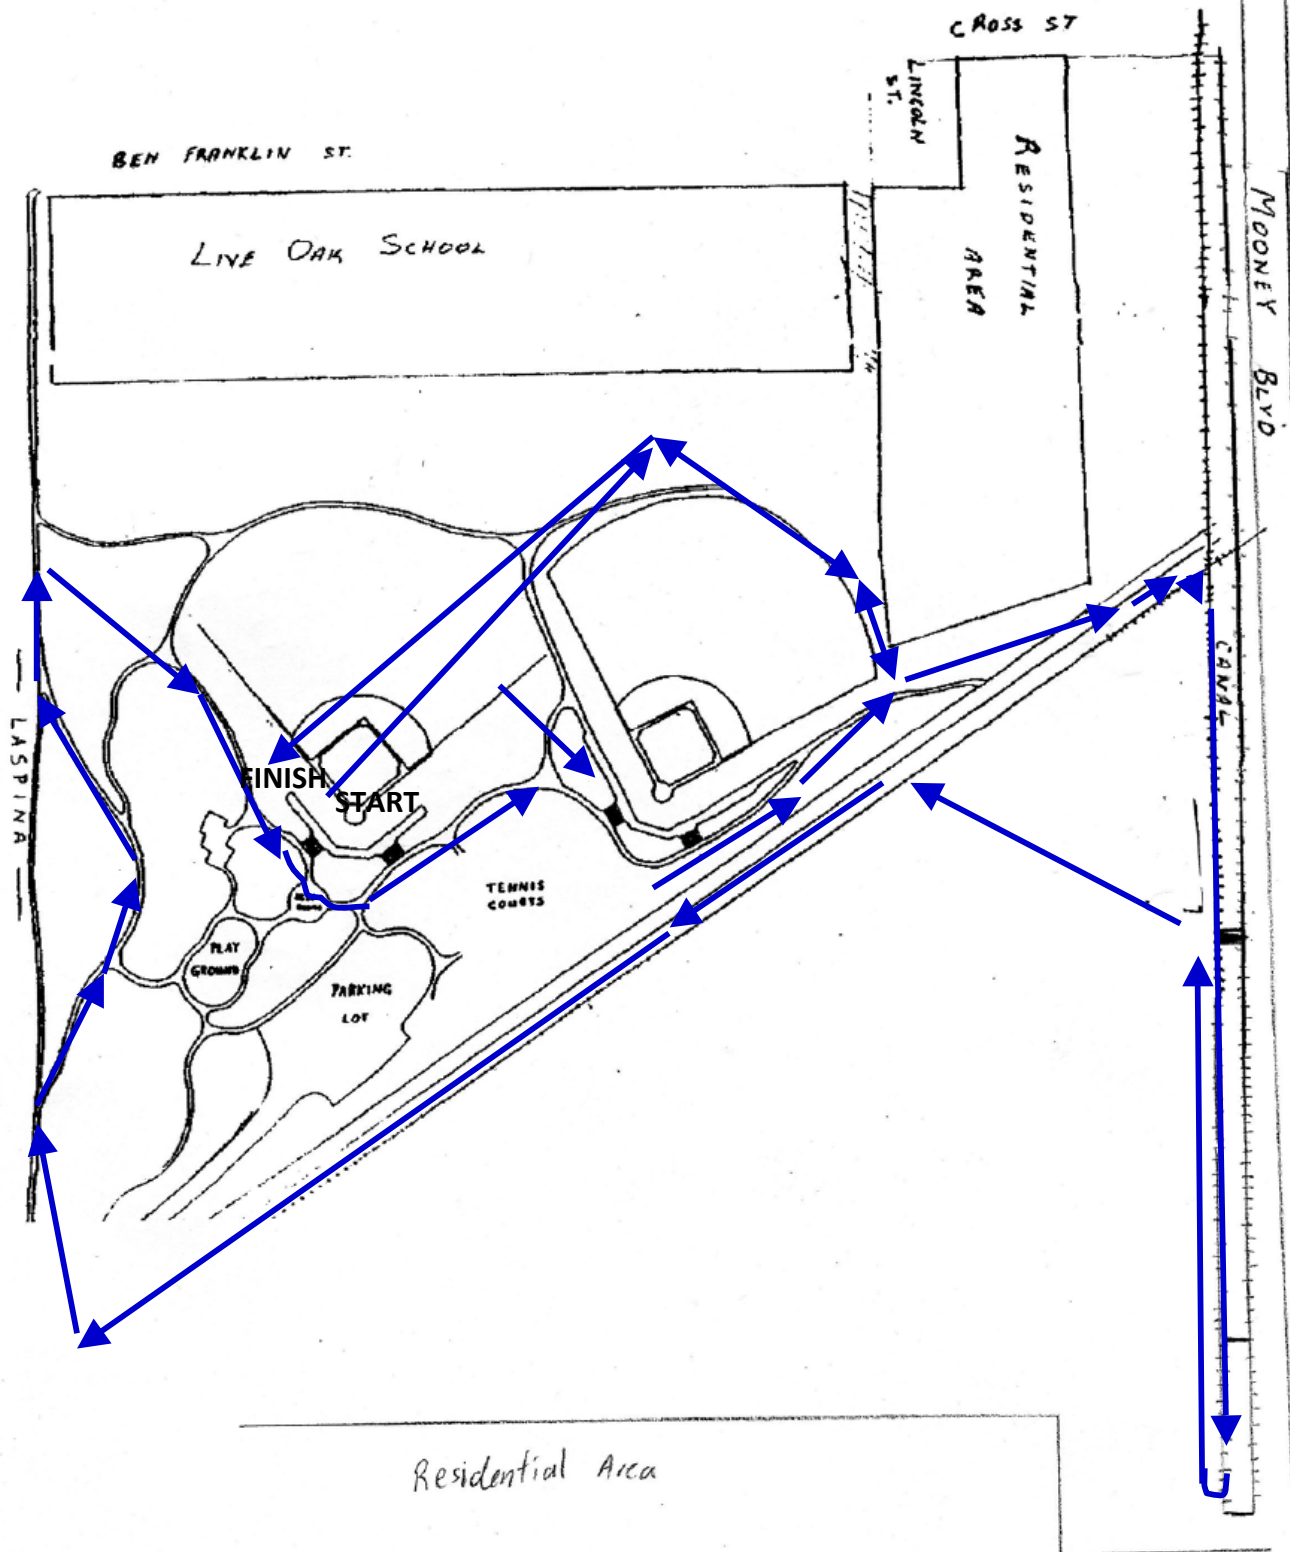 CROSS ST
LINCOLN
ST.
BEN FRANKLIN ST.
RESIDENTIAL
AREA
MOONEY BLVD
LIVE OAK SCHOOL
CANAL
LASPINA
FINISH
START
TENNIS
COURTS
PLAY
GROUND
PARKING
LOT
Residential Area